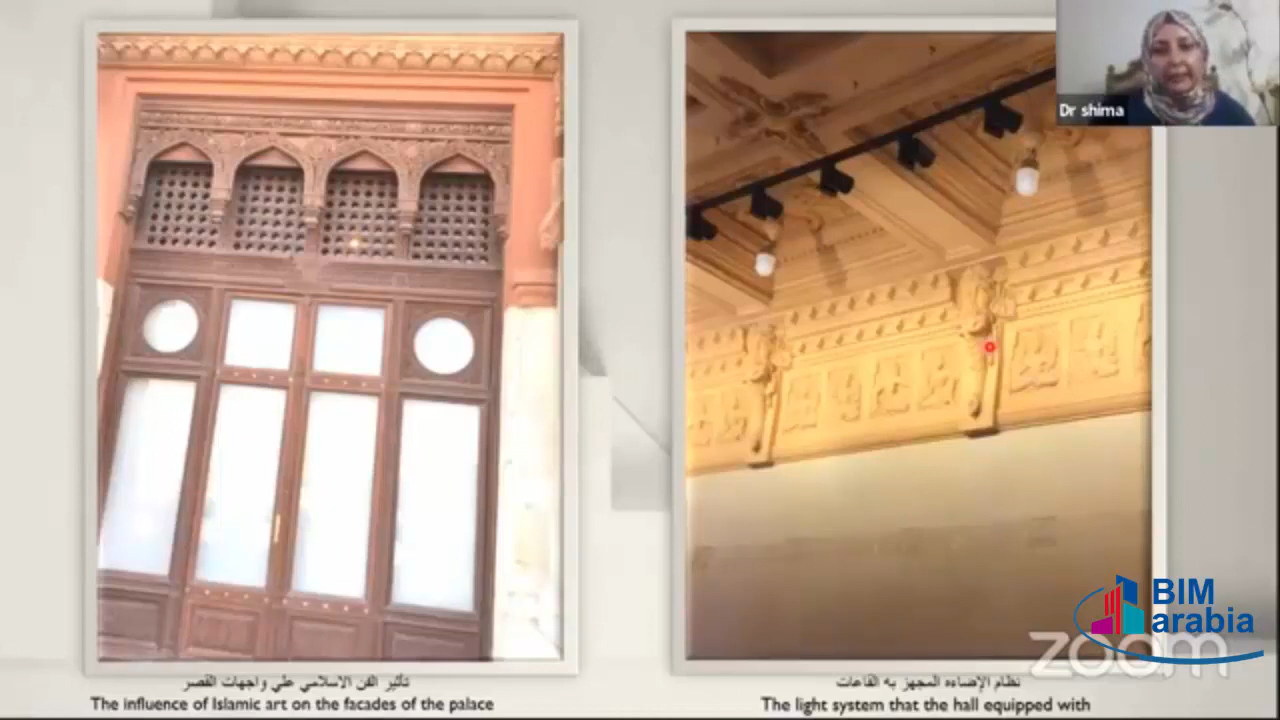 Dr shima
تأثير الفن الاسلامي علي واجهات القصر
The influence of Islamic art on the facades of the palace
نظام الإضاءه المجهز به القاعات
The light system that the hall equipped with
BIM
arabia
zoom